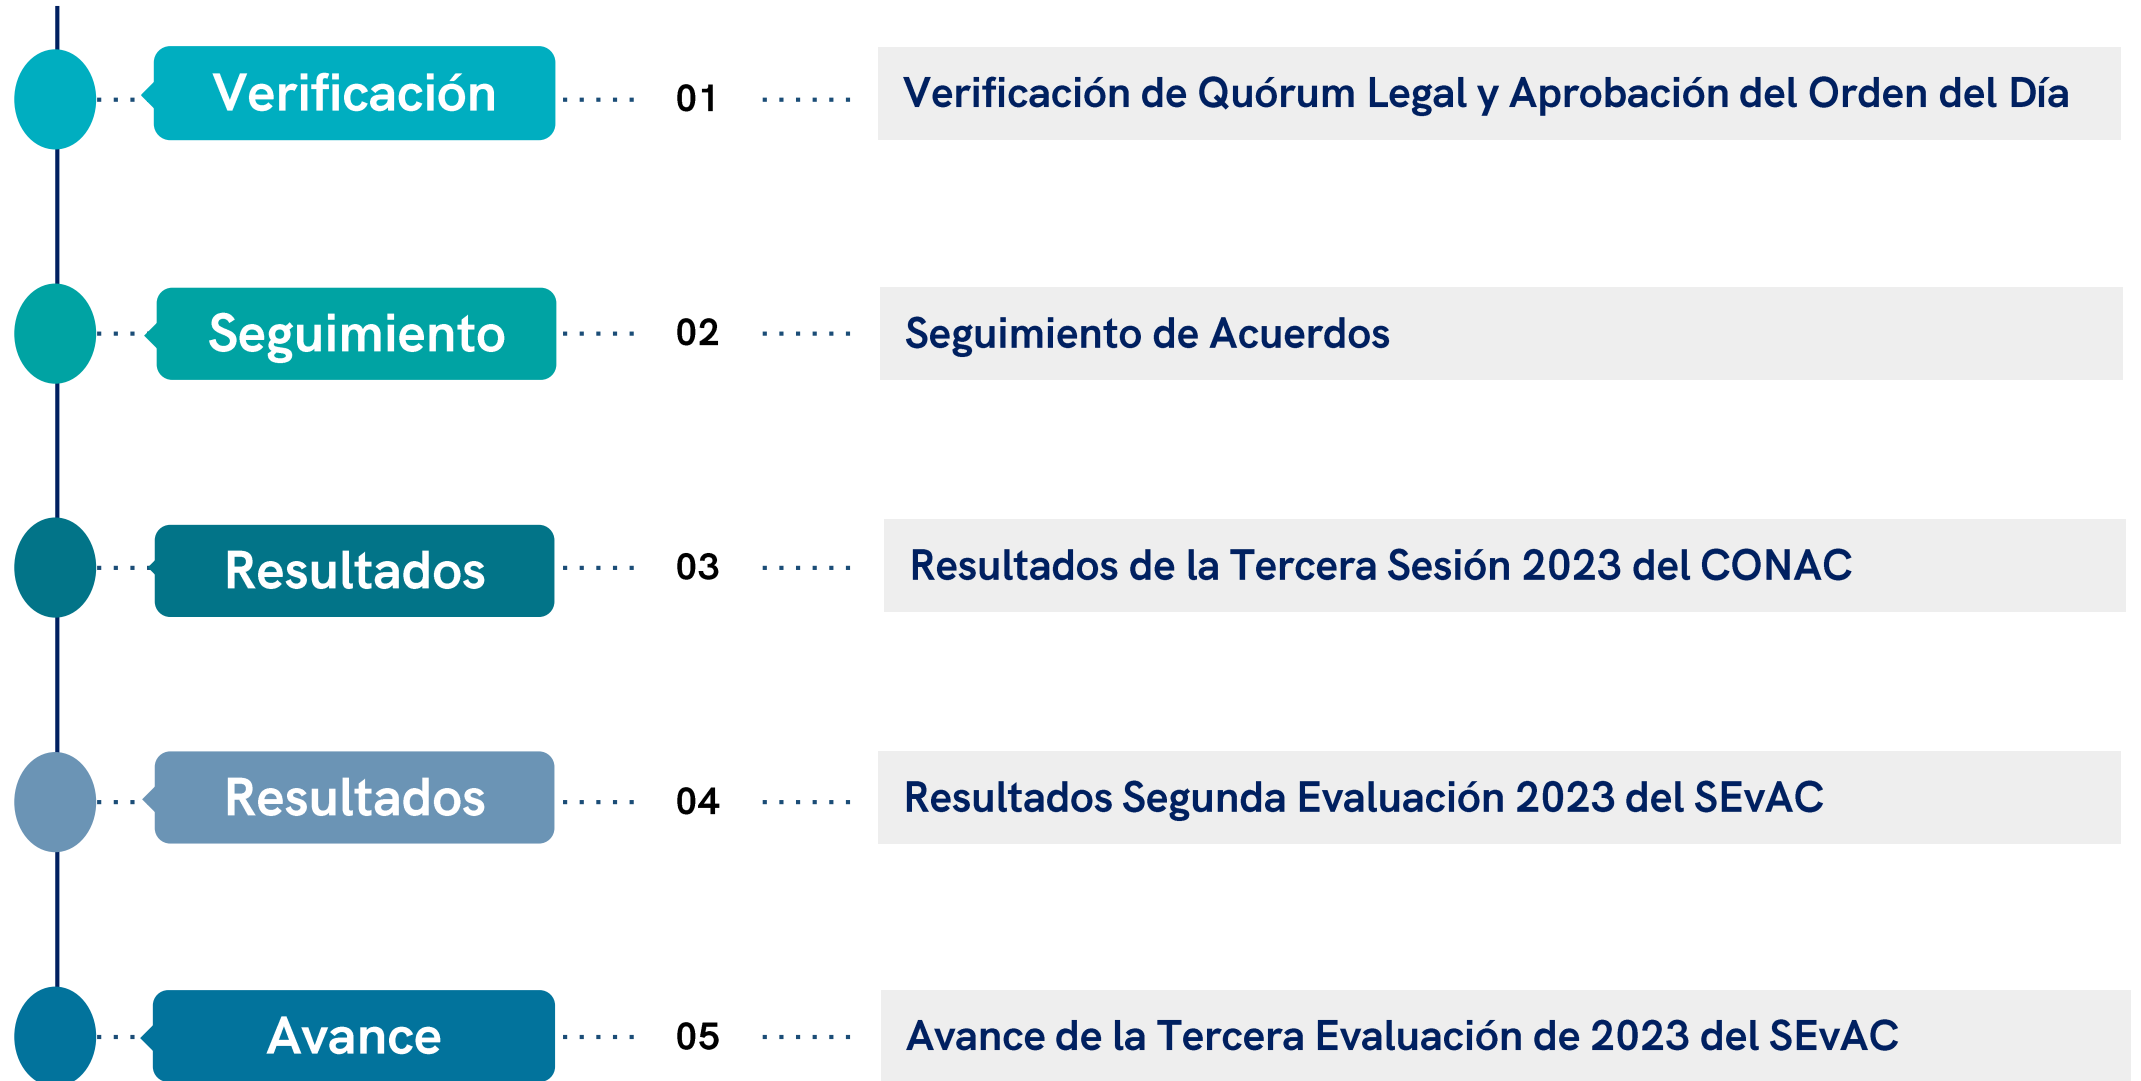 Verificación 01 Verificación de Quórum Legal y Aprobación del Orden del Día
Seguimiento 02 Seguimiento de Acuerdos
Resultados 03 Resultados de la Tercera Sesión 2023 del CONAC
Resultados 04 Resultados Segunda Evaluación 2023 del SEvAC
Avance 05 Avance de la Tercera Evaluación de 2023 del SEvAC